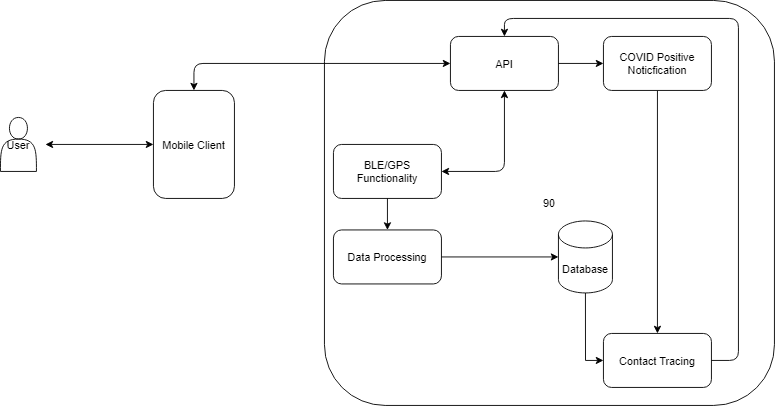 API
COVID Positive
Noticfication
User
Mobile Client
BLE/GPS
Functionality
90
Data Processing
Database
Contact Tracing